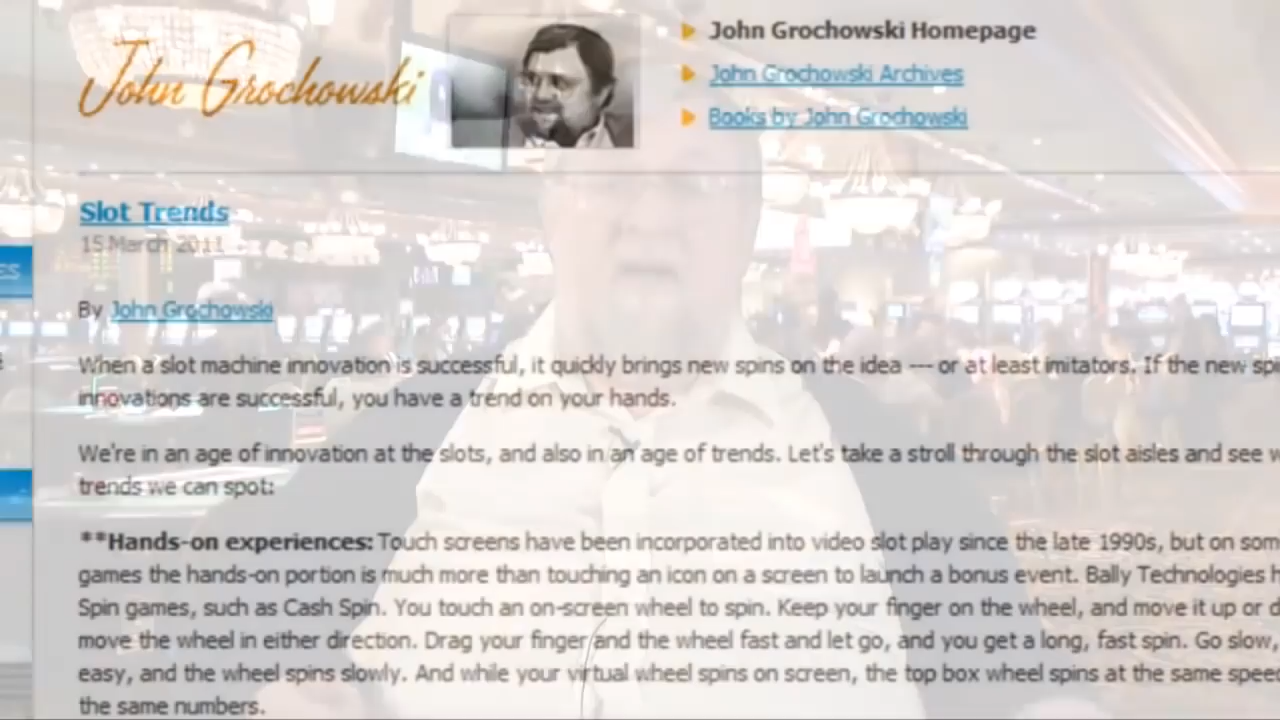 John Grochowski
John Grochowski Homepage
John Grochowski Archives
Books by John Grochowski
Slot Trends
15 March 2011
ES
By John Grochowski
When a slot machine innovation is successful, it quickly brings new spins on the idea --- or at least imitators. If the new
innovations are successful, you have a trend on your hands.
We're in an age of innovation at the slots, and also in an age of trends. Let's take a stroll through the slot aisles and see
trends we can spot:
**Hands-on experiences: Touch screens have been incorporated into video slot play since the late 1990s, but on
games the hands-on portion is much more than touching an icon on a screen to launch a bonus event. Bally Technologies
Spin games, such as Cash Spin. You touch an on-screen wheel to spin. Keep your finger on the wheel, and move it up or
move the wheel in either direction. Drag your finger and the wheel fast and let go, and you get a long, fast spin. Go slow,
easy, and the wheel spins slowly. And while your virtual wheel spins on screen, the top box wheel spins at the same
the same numbers.